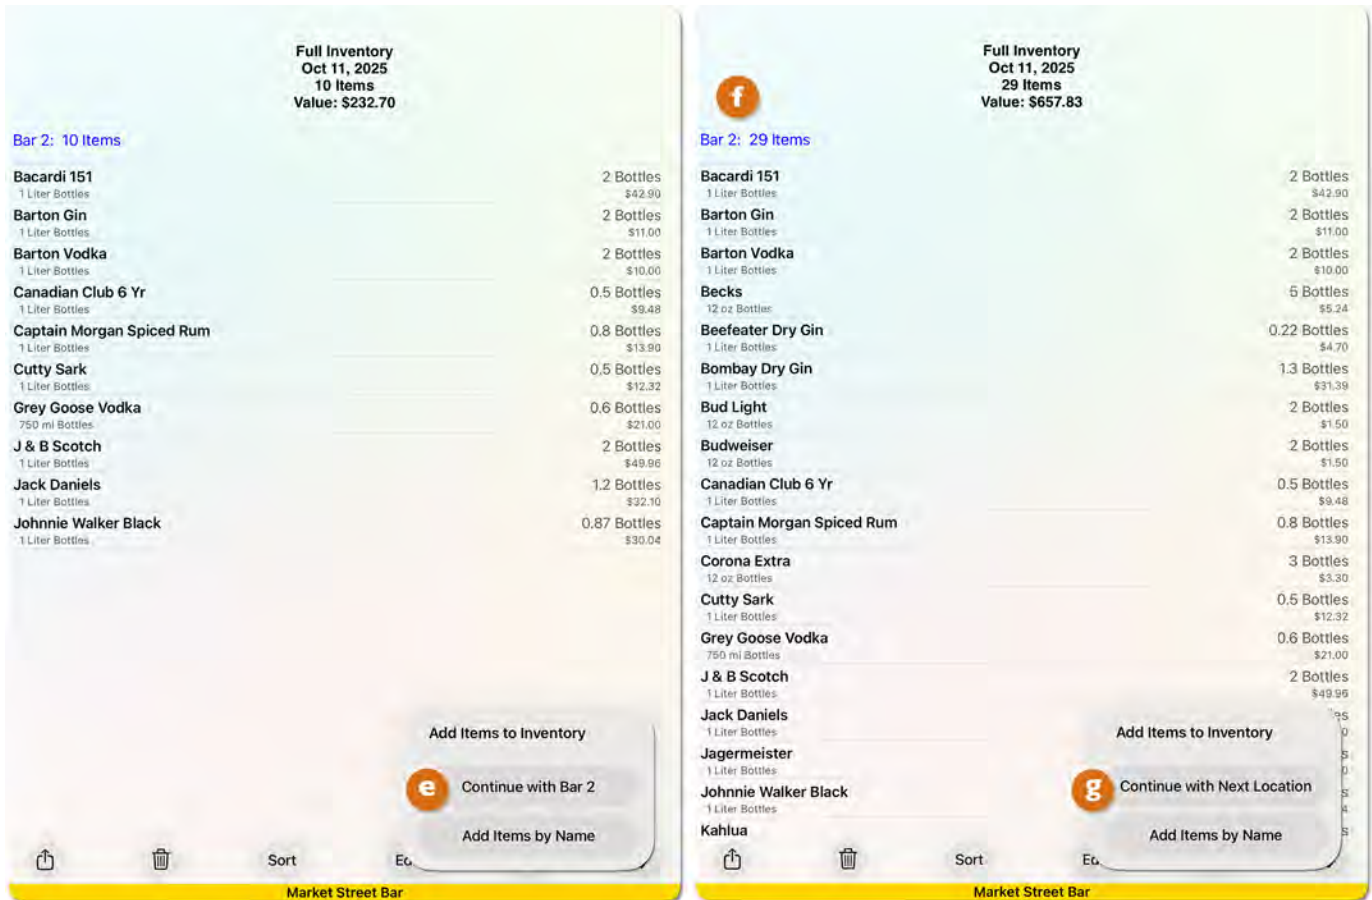 Full Inventory
Oct 11, 2025
10 Items
Value: $232.70
Bar 2: 10 Items
Bacardi 151 2 Bottles
1 Liter Bottles $42.90
Barton Gin 2 Bottles
1 Liter Bottles $11.00
Barton Vodka 2 Bottles
1 Liter Bottles $10.00
Canadian Club 6 Yr 0.5 Bottles
1 Liter Bottles $9.48
Captain Morgan Spiced Rum 0.8 Bottles
1 Liter Bottles $13.90
Cutty Sark 0.5 Bottles
1 Liter Bottles $12.32
Grey Goose Vodka 0.6 Bottles
750 ml Bottles $21.00
J & B Scotch 2 Bottles
1 Liter Bottles $49.96
Jack Daniels 1.2 Bottles
1 Liter Bottles $32.10
Johnnie Walker Black 0.87 Bottles
1 Liter Bottles $30.04
Add Items to Inventory
e Continue with Bar 2
Add Items by Name
Sort
Market Street Bar
Full Inventory
Oct 11, 2025
29 Items
Value: $657.83
f
Bar 2: 29 Items
Bacardi 151 2 Bottles
1 Liter Bottles $42.90
Barton Gin 2 Bottles
1 Liter Bottles $11.00
Barton Vodka 2 Bottles
1 Liter Bottles $10.00
Becks 5 Bottles
12 oz Bottles $5.24
Beefeater Dry Gin 0.22 Bottles
1 Liter Bottles $4.70
Bombay Dry Gin 1.3 Bottles
1 Liter Bottles $31.39
Bud Light 2 Bottles
12 oz Bottles $1.50
Budweiser 2 Bottles
12 oz Bottles $1.50
Canadian Club 6 Yr 0.5 Bottles
1 Liter Bottles $9.48
Captain Morgan Spiced Rum 0.8 Bottles
1 Liter Bottles $13.90
Corona Extra 3 Bottles
12 oz Bottles $3.30
Cutty Sark 0.5 Bottles
1 Liter Bottles $12.32
Grey Goose Vodka 0.6 Bottles
750 ml Bottles $21.00
J & B Scotch 2 Bottles
1 Liter Bottles $49.96
Jack Daniels
1 Liter Bottles
Jagermeister
1 Liter Bottles
Johnnie Walker Black
1 Liter Bottles
Kahlua
Add Items to Inventory
g Continue with Next Location
Add Items by Name
Sort
Market Street Bar